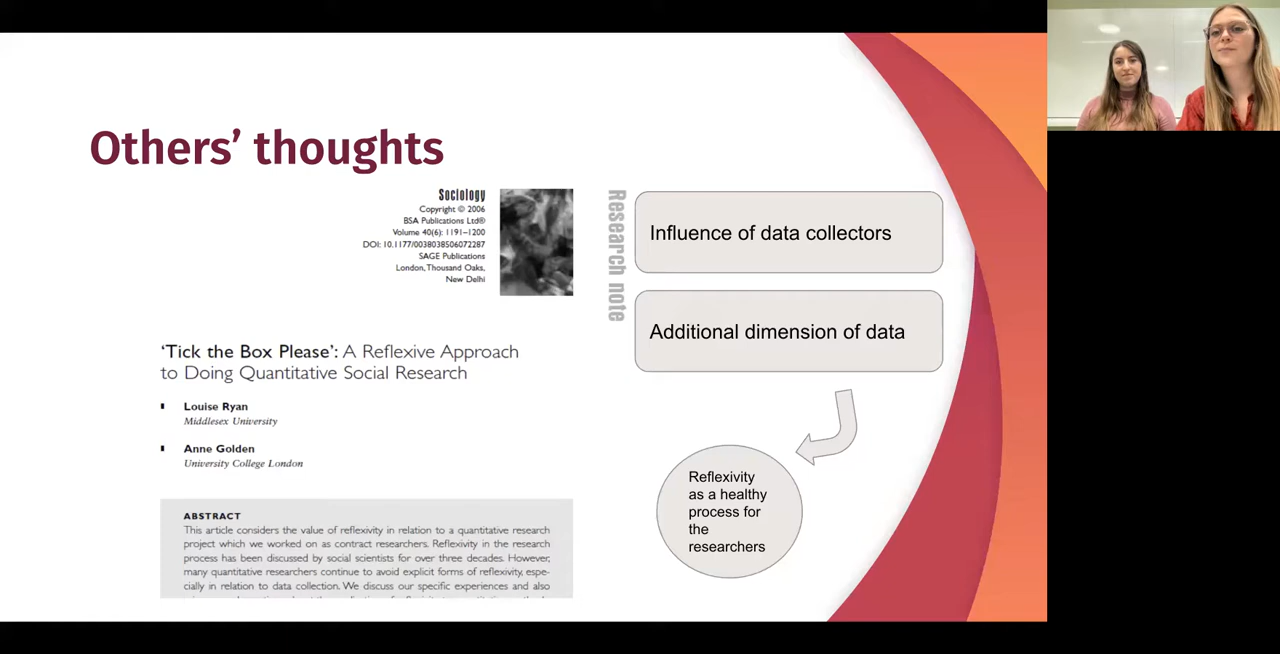 Others’ thoughts
Sociology
Copyright © 2006
BSA Publications Ltd®
Volume 40(6): 1191–1200
DOI: 10.1177/0038038506072287
SAGE Publications
London, Thousand Oaks,
New Delhi
‘Tick the Box Please’: A Reflexive Approach
to Doing Quantitative Social Research
Louise Ryan
Middlesex University
Anne Golden
University College London
ABSTRACT
This article considers the value of reflexivity in relation to a quantitative research
project which we worked on as contract researchers. Reflexivity in the research
process has been discussed by social scientists for over three decades. However,
many quantitative researchers continue to avoid explicit forms of reflexivity, espe-
cially in relation to data collection. We discuss our specific experiences and also
Research note
Influence of data collectors
Additional dimension of data
Reflexivity
as a healthy
process for
the
researchers